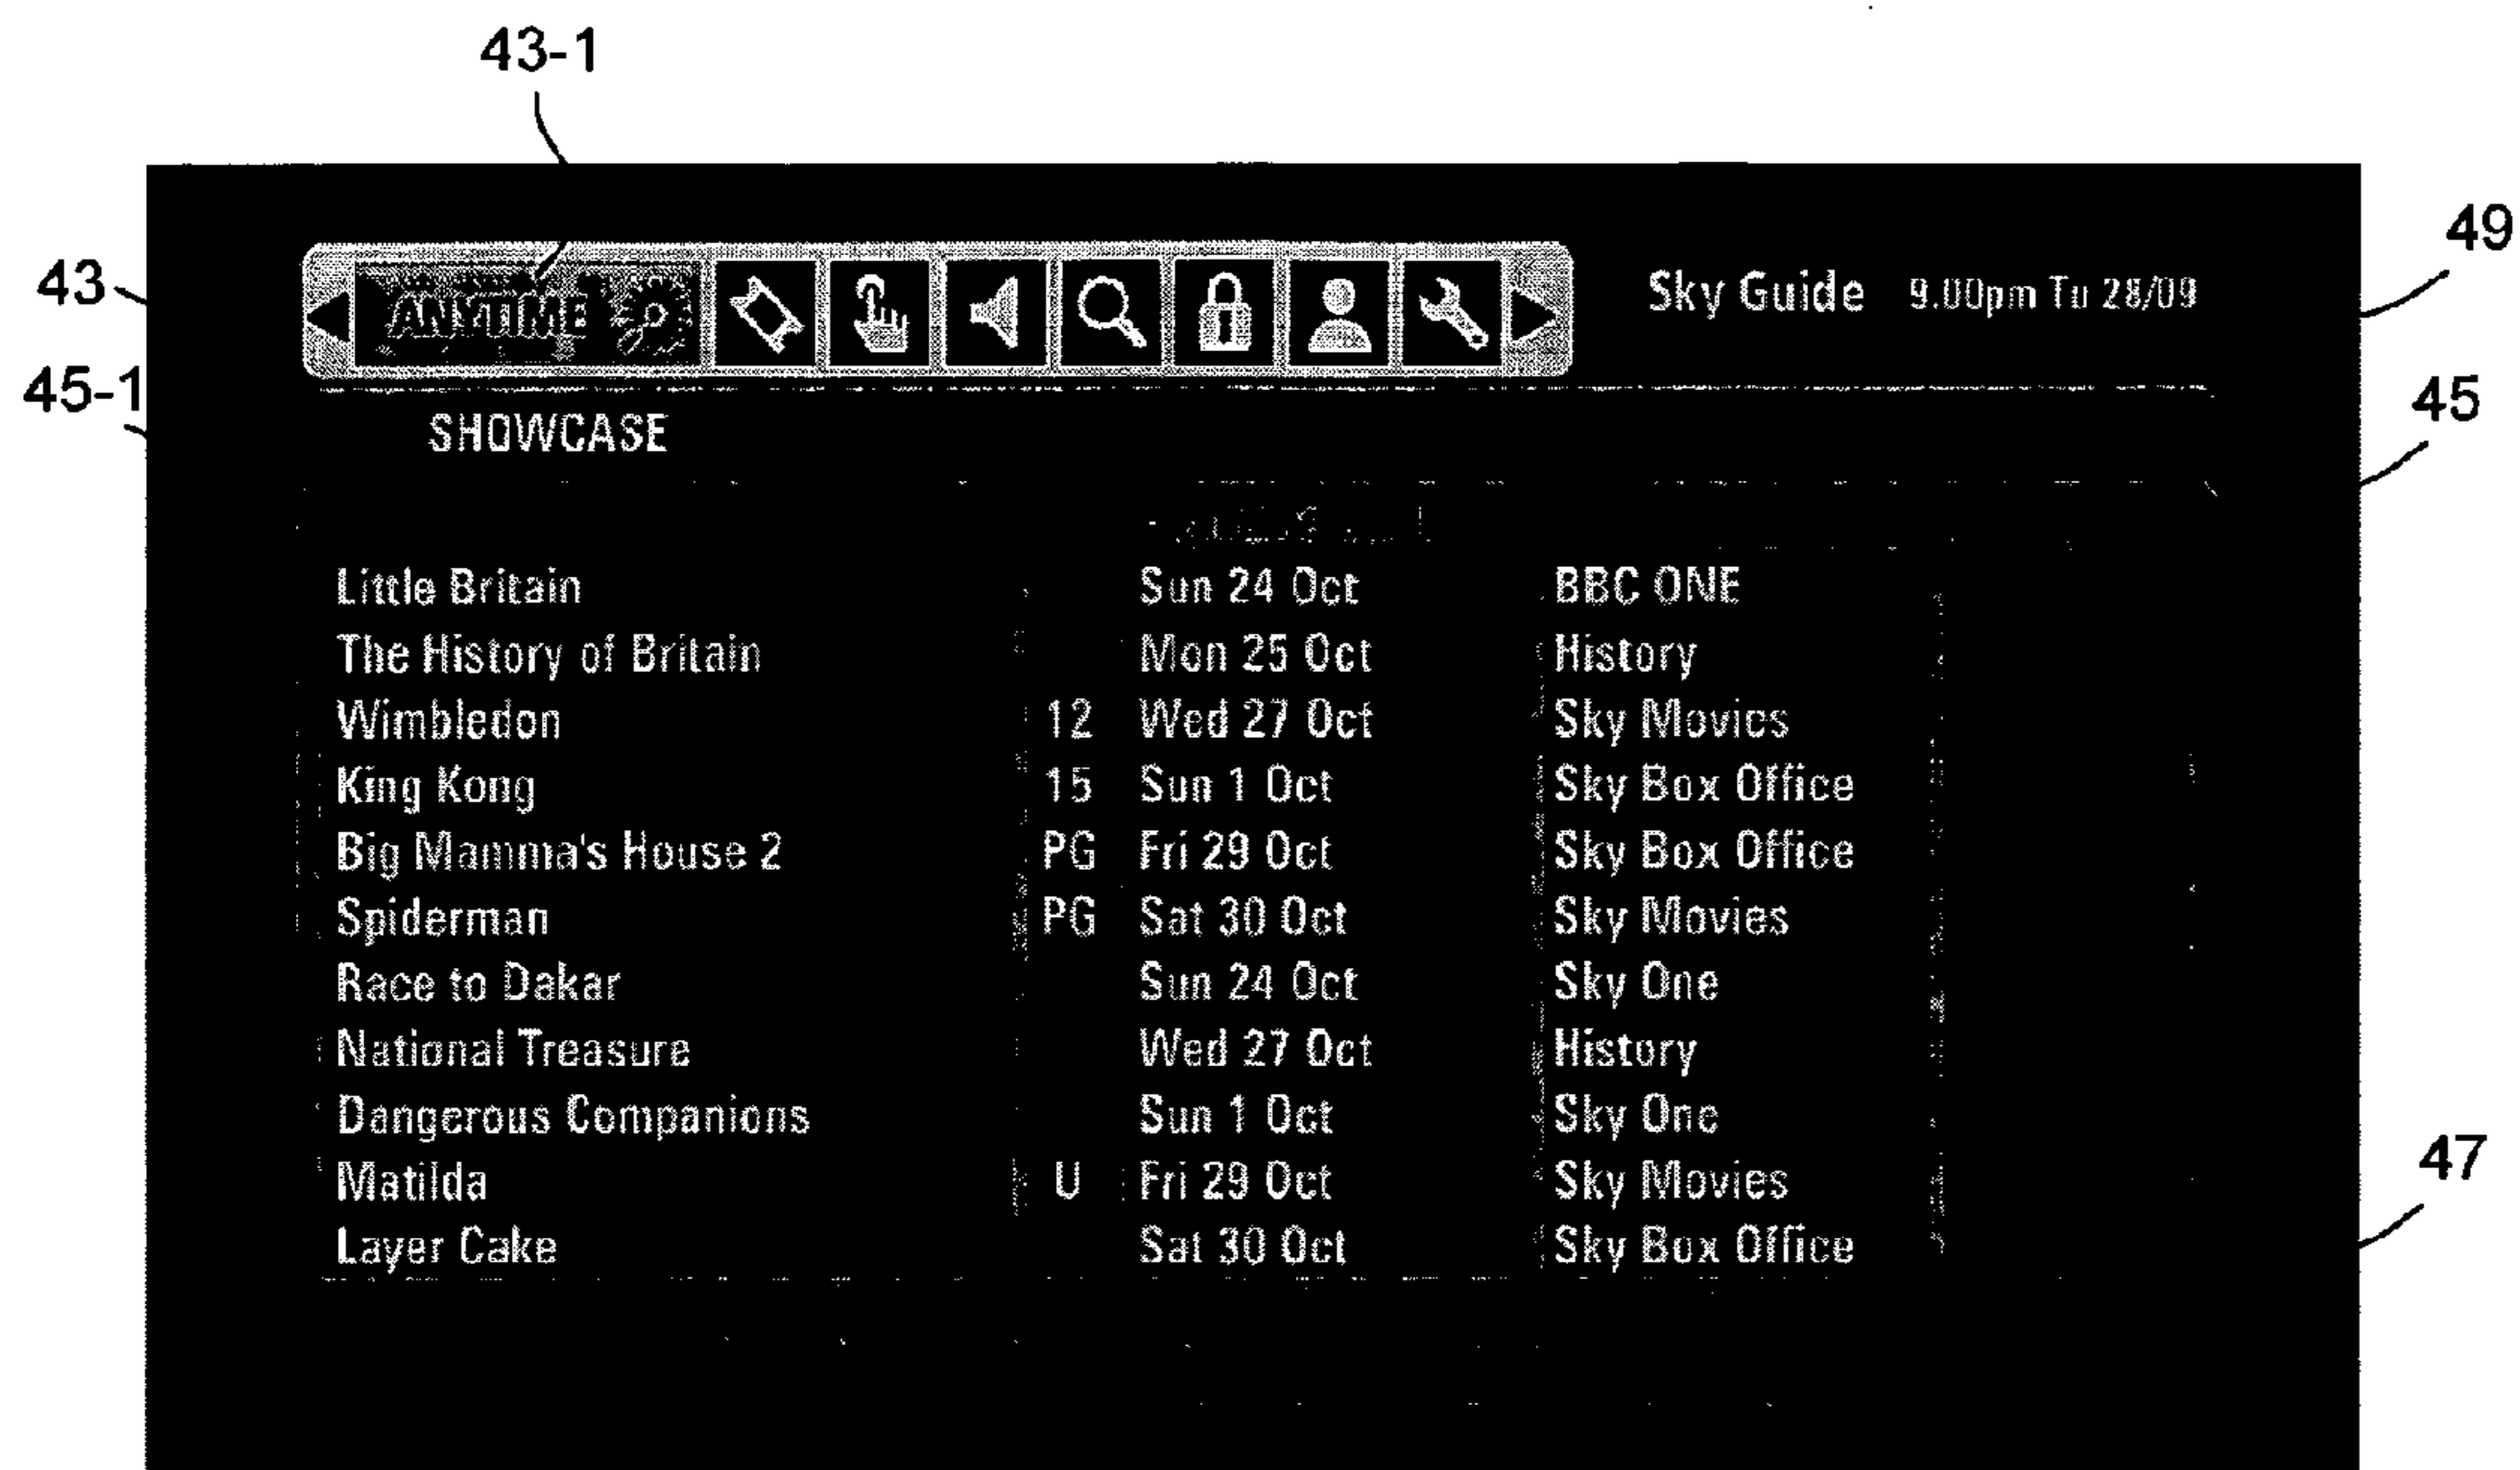 43-1
49
43
ANYTIME
Sky Guide 9.00pm Tu 28/09
45-1
45
SHOWCASE
Little Britain Sun 24 Oct BBC ONE
The History of Britain Mon 25 Oct History
Wimbledon 12 Wed 27 Oct Sky Movies
King Kong 15 Sun 1 Oct Sky Box Office
Big Mamma's House 2 PG Fri 29 Oct Sky Box Office
Spiderman PG Sat 30 Oct Sky Movies
Race to Dakar Sun 24 Oct Sky One
National Treasure Wed 27 Oct History
Dangerous Companions Sun 1 Oct Sky One
Matilda U Fri 29 Oct Sky Movies
47
Layer Cake Sat 30 Oct Sky Box Office